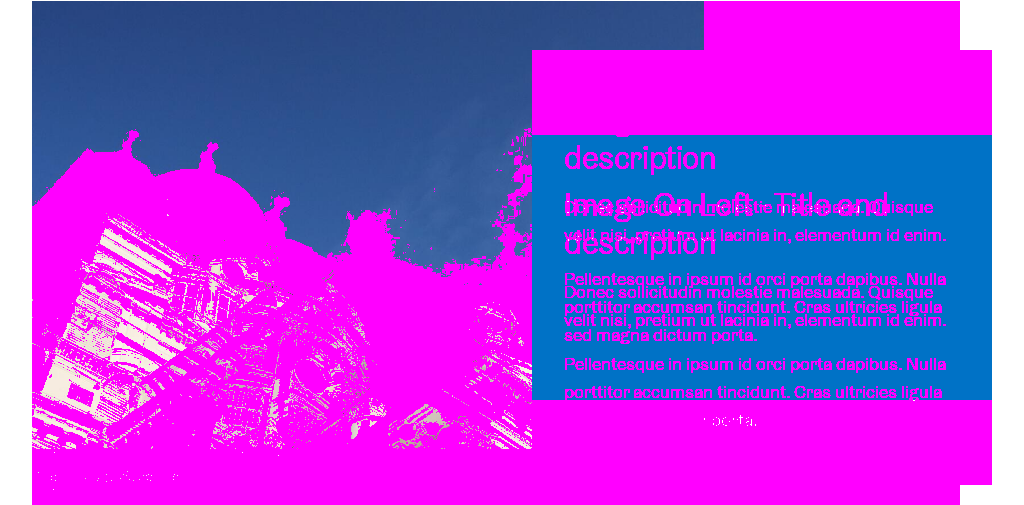 description
Image On Left - Title and
Donec sollicitudin molestie malesuada. Quisque
velit nisi, pretium ut lacinia in, elementum id enim.
description
Pellentesque in ipsum id orci porta dapibus. Nulla
Donec sollicitudin molestie malesuada. Quisque
porttitor accumsan tincidunt. Cras ultricies ligula
velit nisi, pretium ut lacinia in, elementum id enim.
sed magna dictum porta.
Pellentesque in ipsum id orci porta dapibus. Nulla
porttitor accumsan tincidunt. Cras ultricies ligula
porta.